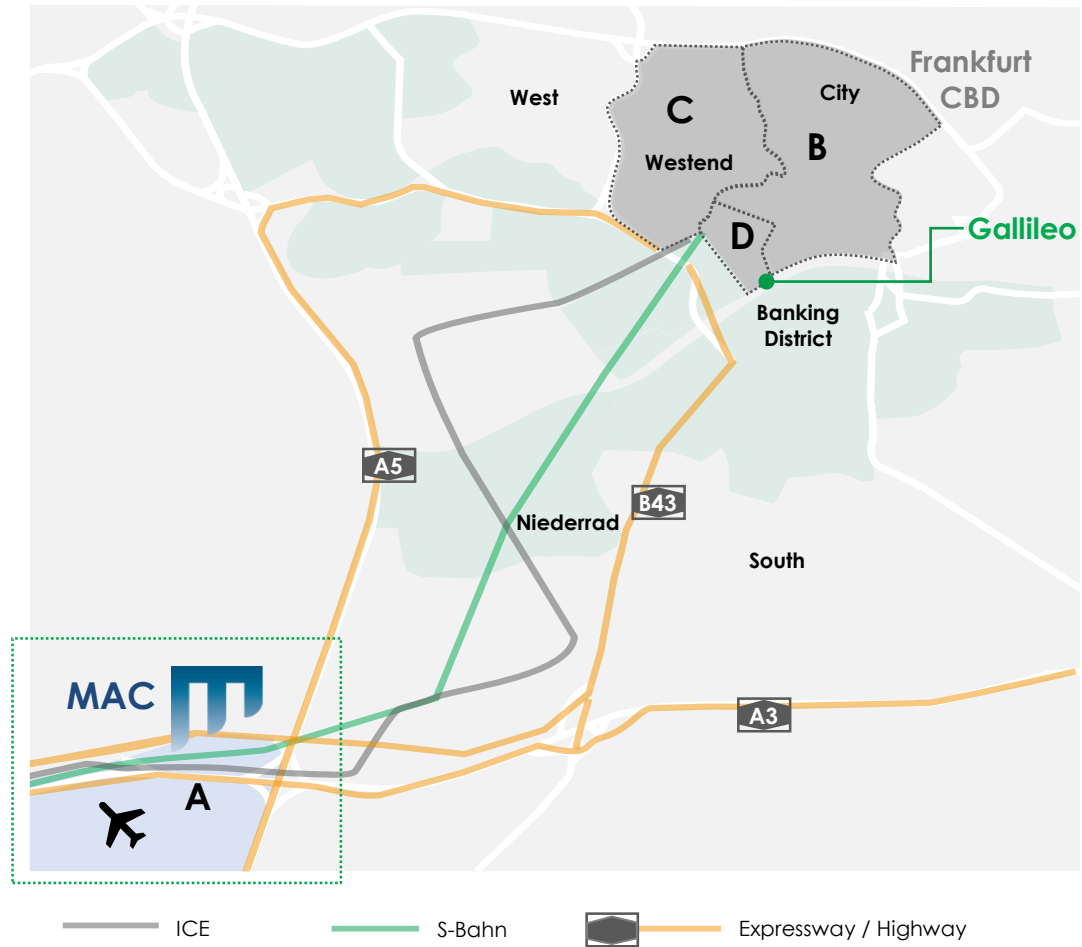 Frankfurt
CBD
City
West
C
B
Westend
D
Gallileo
Banking
District
A5
B43
Niederrad
South
MAC
A3
A
ICE
S-Bahn
Expressway / Highway